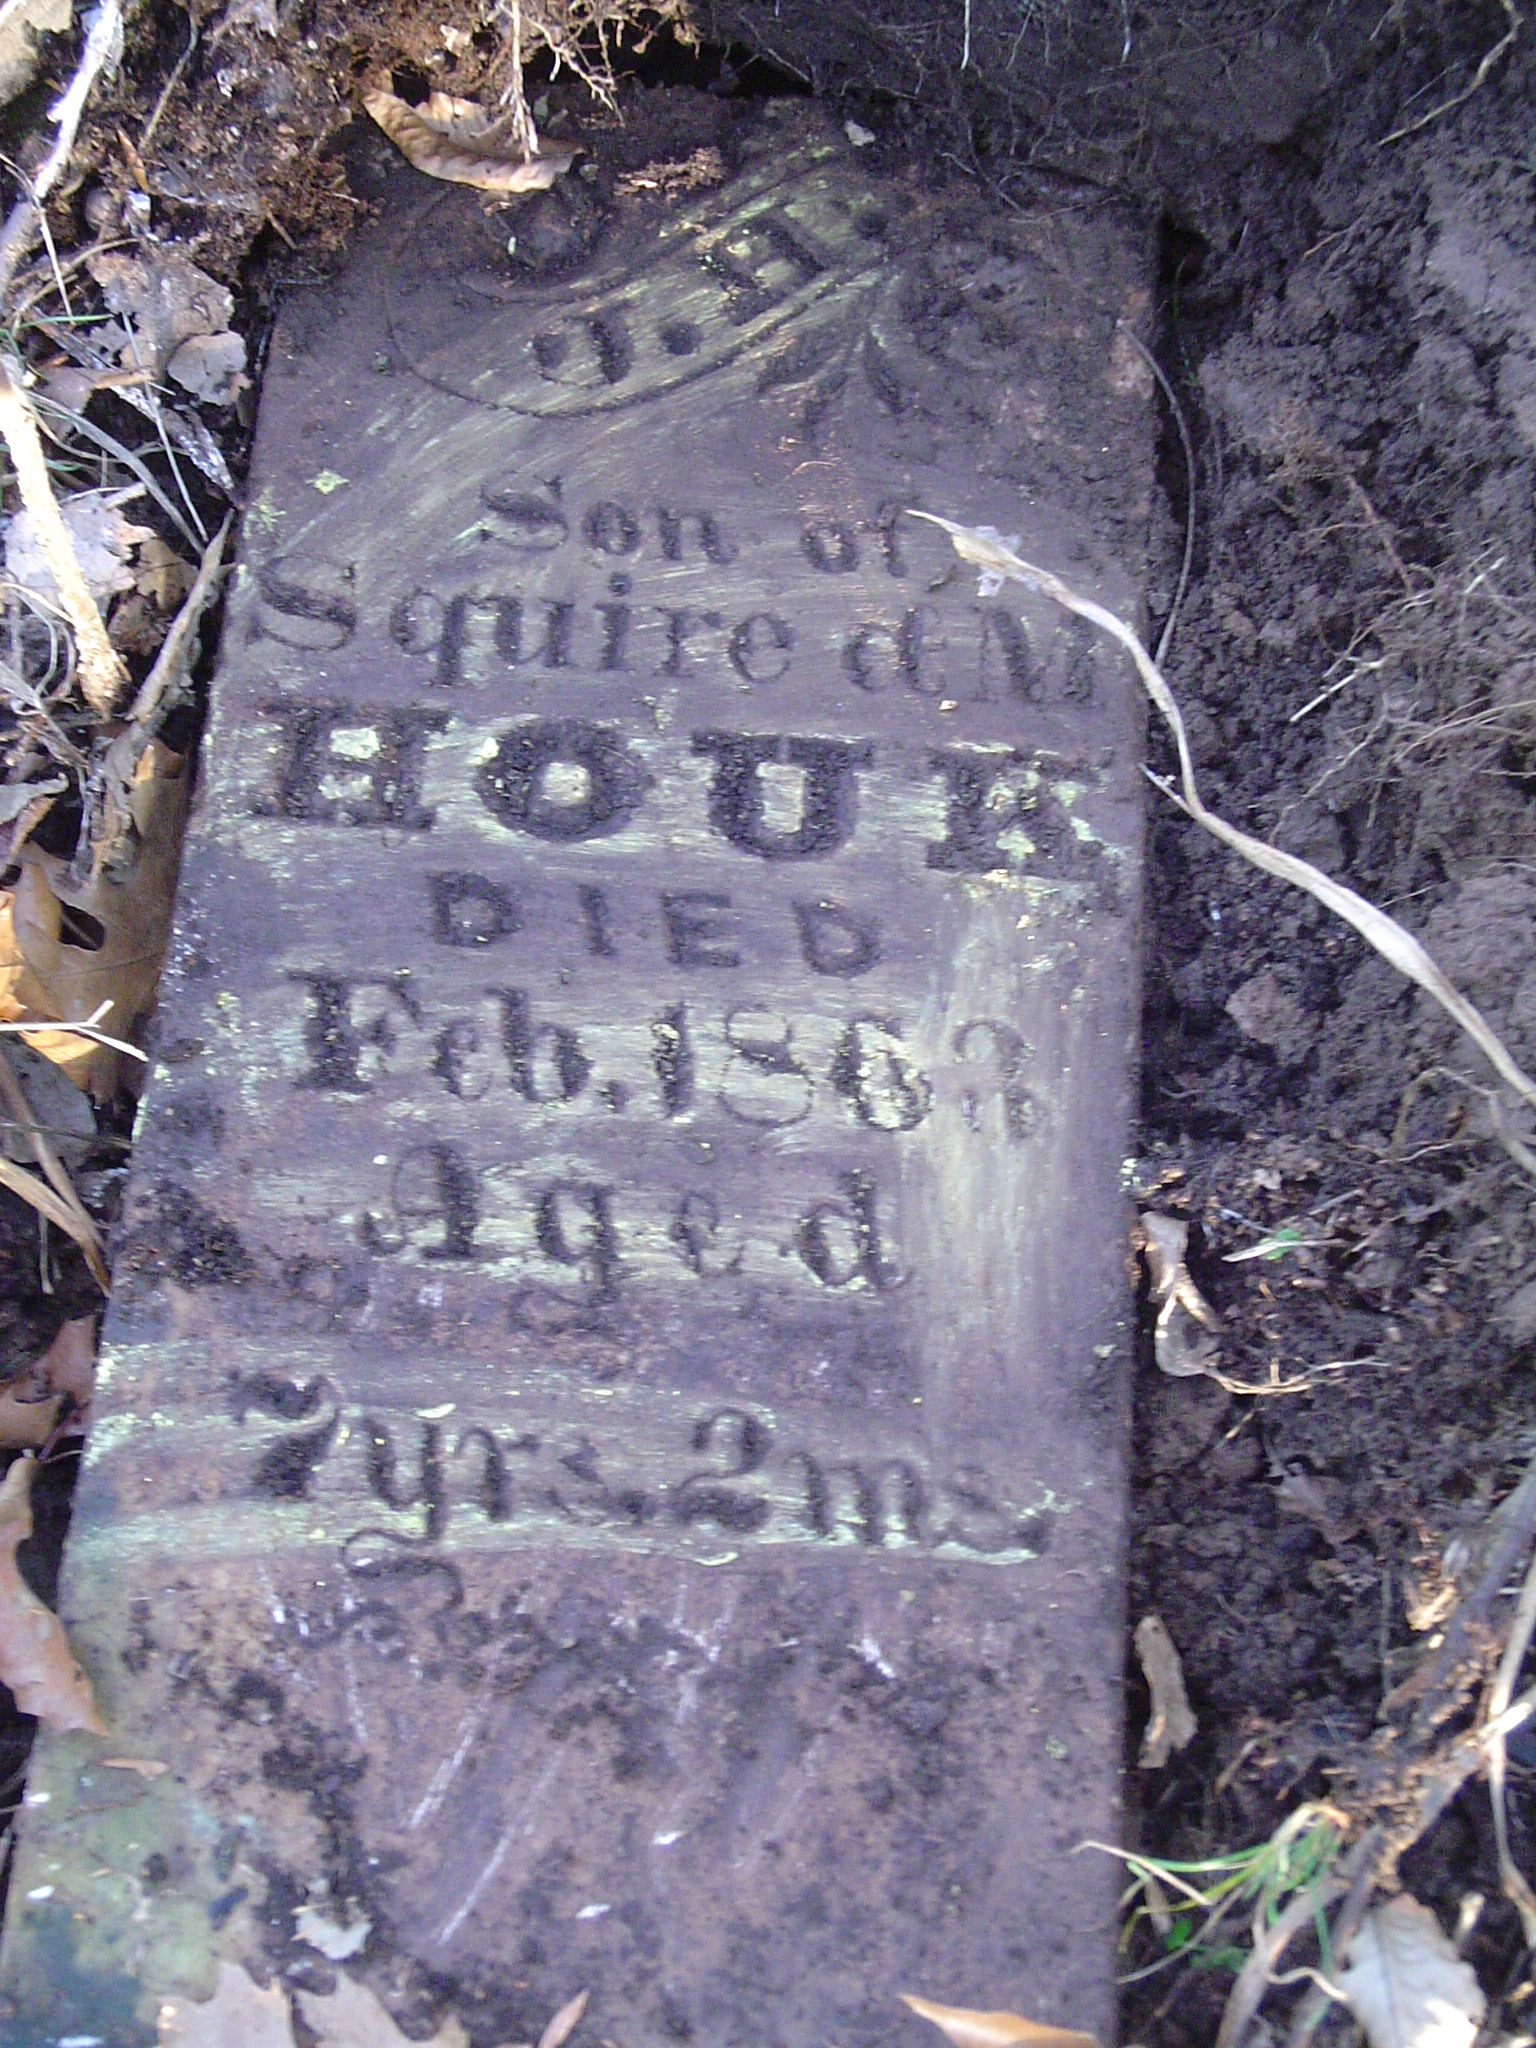 G. H.
Son of
Squire & M
HOUK
DIED
Feb. 1863
Aged
7 yrs. 2 ms.